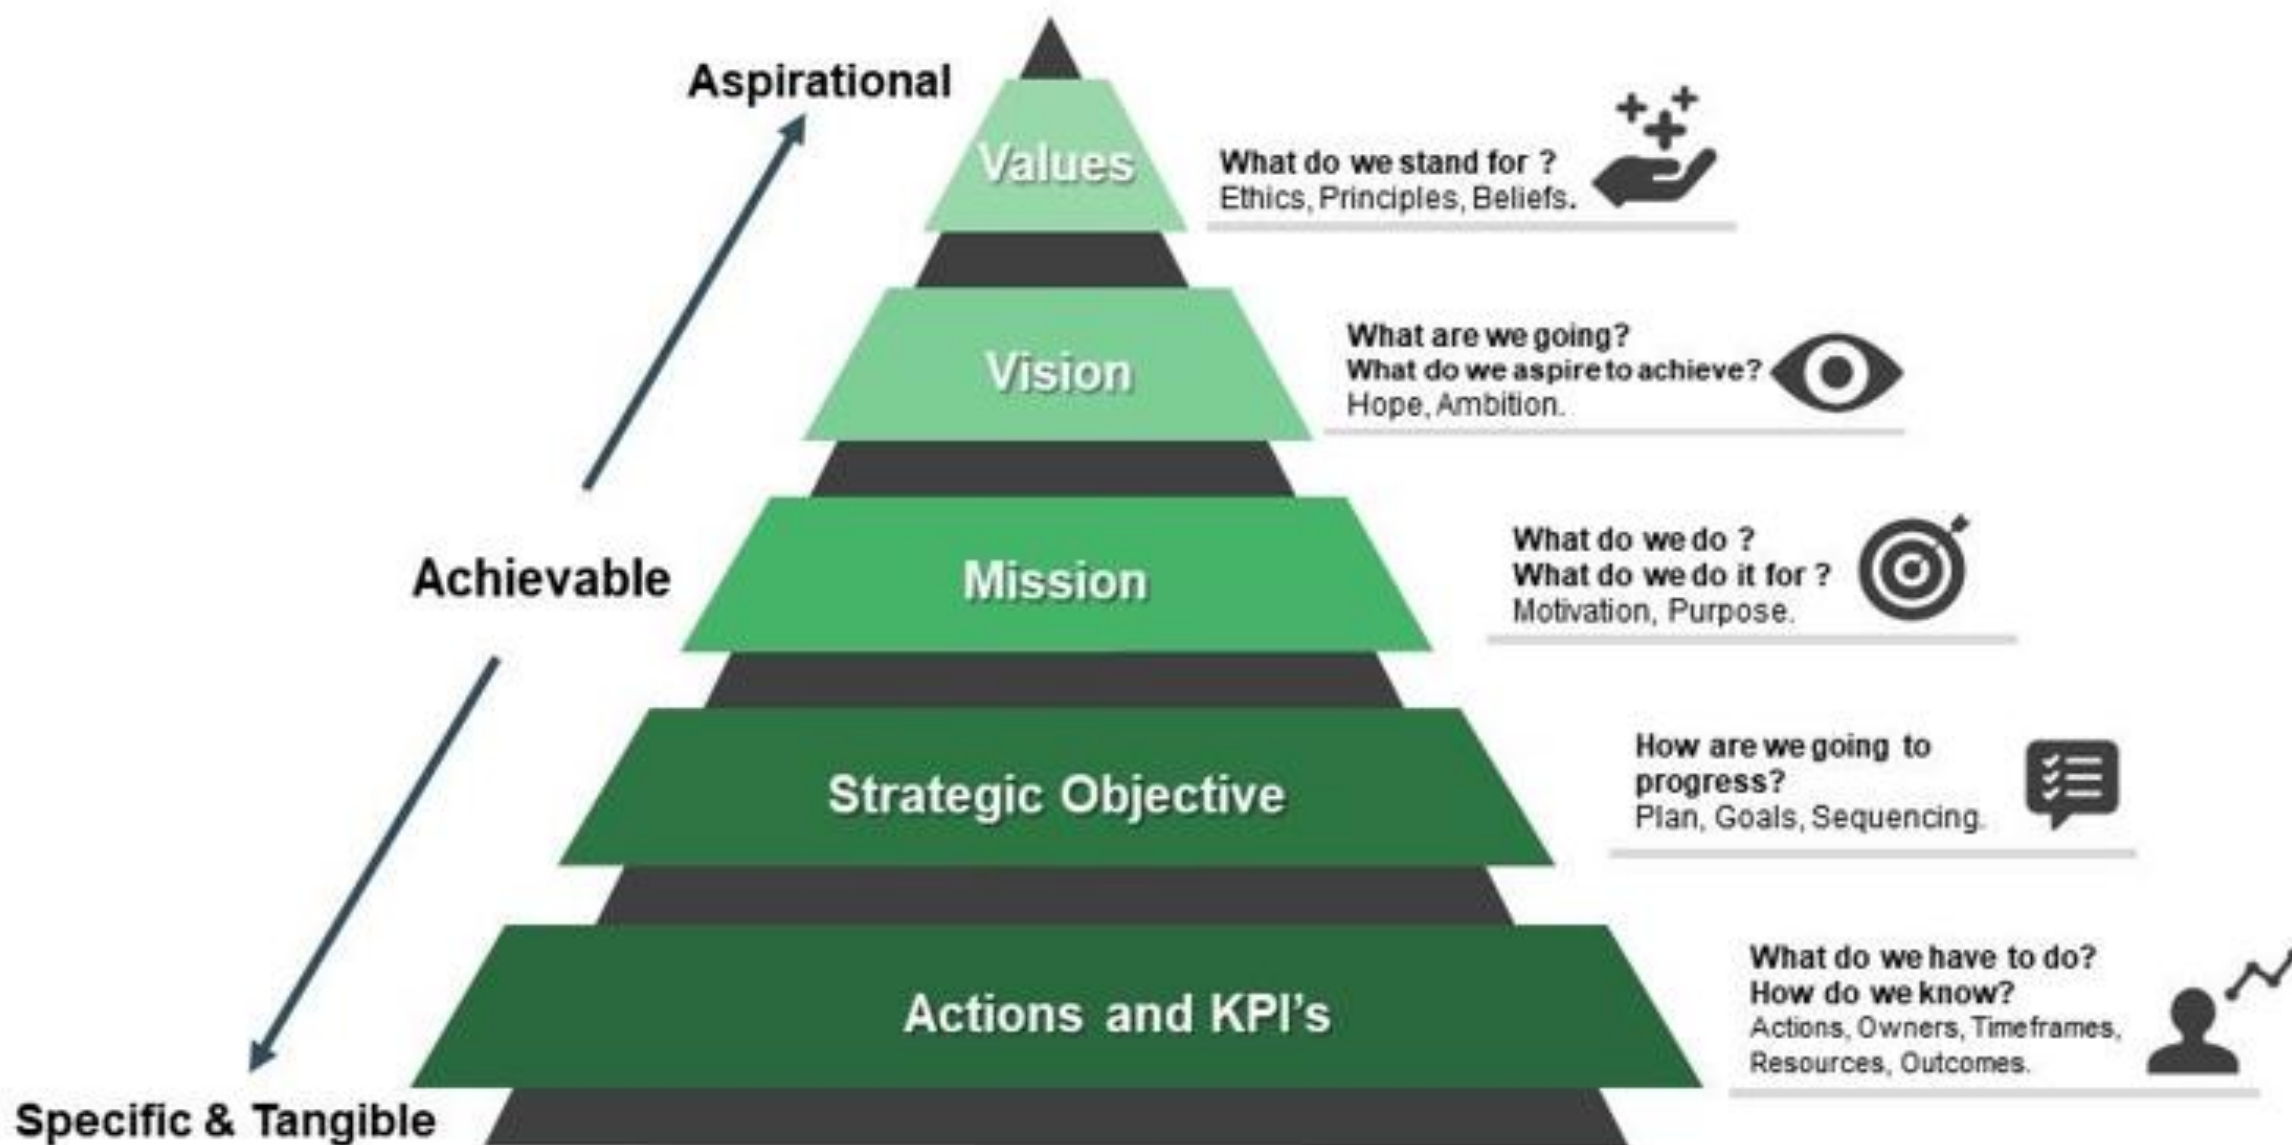 Aspirational
Values
What do we stand for ?
Ethics, Principles, Beliefs.
Vision
What are we going?
What do we aspire to achieve?
Hope, Ambition.
Achievable
Mission
What do we do ?
What do we do it for ?
Motivation, Purpose.
Strategic Objective
How are we going to
progress?
Plan, Goals, Sequencing.
Actions and KPI’s
What do we have to do?
How do we know?
Actions, Owners, Timeframes,
Resources, Outcomes.
Specific & Tangible